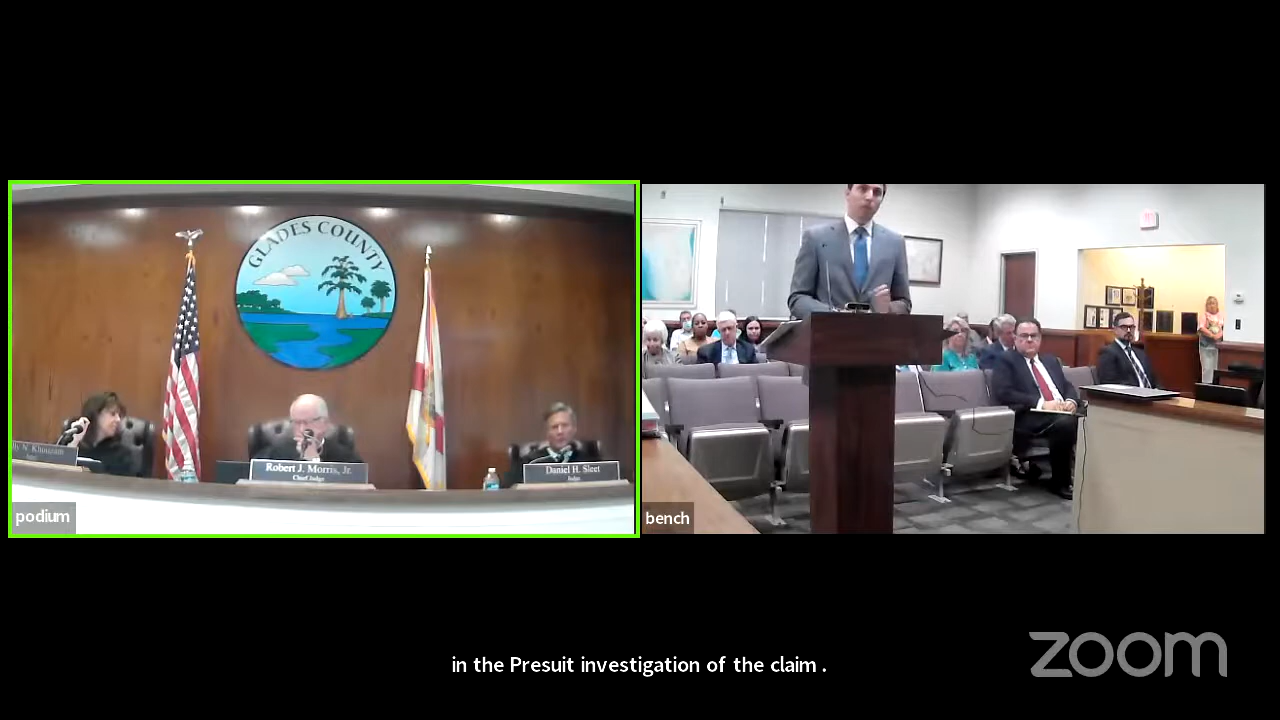 GLADES COUNTY
Robert J. Morris, Jr.
Chief Judge
Daniel H. Sleet
Judge
podium
bench
in the Presuit investigation of the claim .
zoom